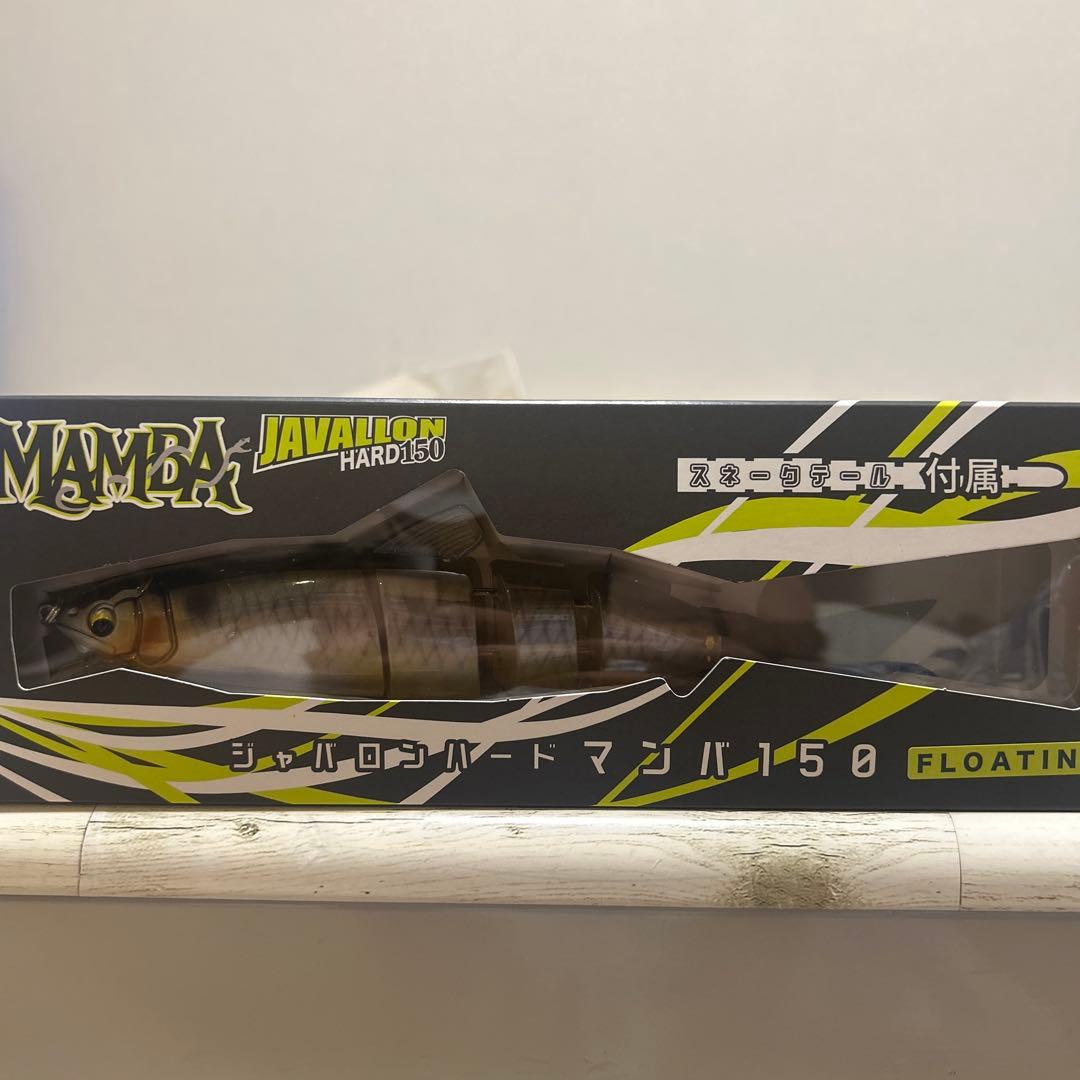 MAMBA
JAVALLON
HARD150
スネークテール 付属
ジャバロンハード マンバ150
FLOATIN